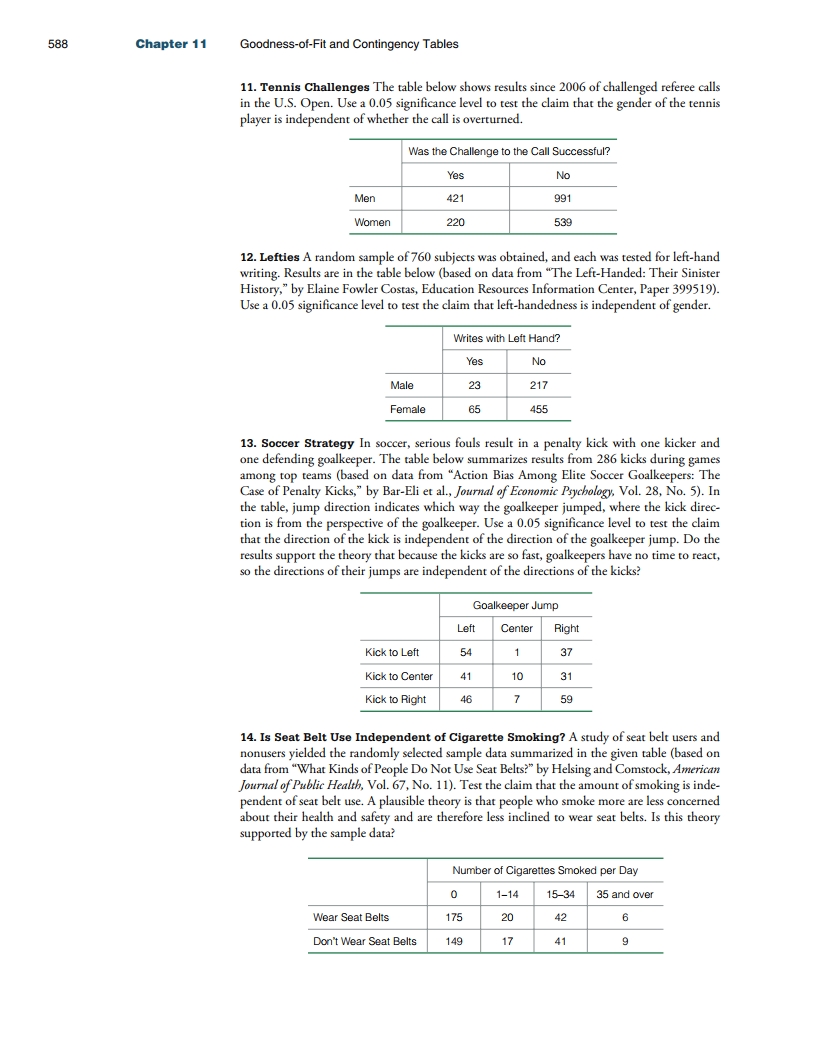 588 Chapter 11 Goodness-of-Fit and Contingency Tables
11. Tennis Challenges The table below shows results since 2006 of challenged referee calls
in the U.S. Open. Use a 0.05 significance level to test the claim that the gender of the tennis
player is independent of whether the call is overturned.
Was the Challenge to the Call Successful?
Yes No
Men 421 991
Women 220 539
12. Lefties A random sample of 760 subjects was obtained, and each was tested for left-hand
writing. Results are in the table below (based on data from “The Left-Handed: Their Sinister
History,” by Elaine Fowler Costas, Education Resources Information Center, Paper 399519).
Use a 0.05 significance level to test the claim that left-handedness is independent of gender.
Writes with Left Hand?
Yes No
Male 23 217
Female 65 455
13. Soccer Strategy In soccer, serious fouls result in a penalty kick with one kicker and
one defending goalkeeper. The table below summarizes results from 286 kicks during games
among top teams (based on data from “Action Bias Among Elite Soccer Goalkeepers: The
Case of Penalty Kicks,” by Bar-Eli et al., Journal of Economic Psychology, Vol. 28, No. 5). In
the table, jump direction indicates which way the goalkeeper jumped, where the kick direc-
tion is from the perspective of the goalkeeper. Use a 0.05 significance level to test the claim
that the direction of the kick is independent of the direction of the goalkeeper jump. Do the
results support the theory that because the kicks are so fast, goalkeepers have no time to react,
so the directions of their jumps are independent of the directions of the kicks?
Goalkeeper Jump
Left Center Right
Kick to Left 54 1 37
Kick to Center 41 10 31
Kick to Right 46 7 59
14. Is Seat Belt Use Independent of Cigarette Smoking? A study of seat belt users and
nonusers yielded the randomly selected sample data summarized in the given table (based on
data from “What Kinds of People Do Not Use Seat Belts?” by Helsing and Comstock, American
Journal of Public Health, Vol. 67, No. 11). Test the claim that the amount of smoking is inde-
pendent of seat belt use. A plausible theory is that people who smoke more are less concerned
about their health and safety and are therefore less inclined to wear seat belts. Is this theory
supported by the sample data?
Number of Cigarettes Smoked per Day
0 1–14 15–34 35 and over
Wear Seat Belts 175 20 42 6
Don’t Wear Seat Belts 149 17 41 9